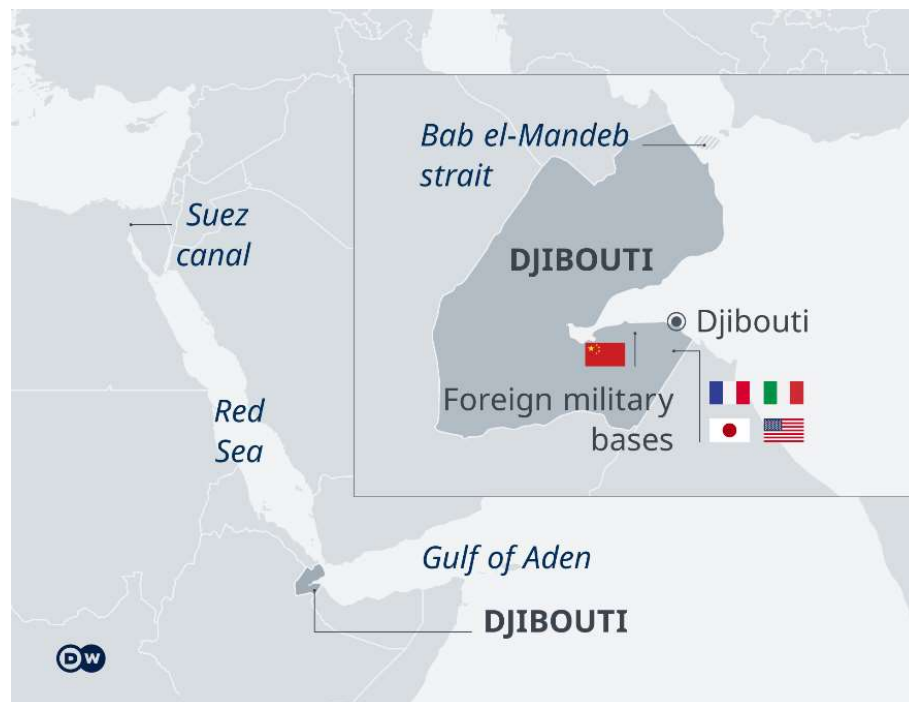 Bab el-Mandeb
strait
Suez
canal
DJIBOUTI
Djibouti
Foreign military
bases
Red
Sea
Gulf of Aden
DJIBOUTI
DW